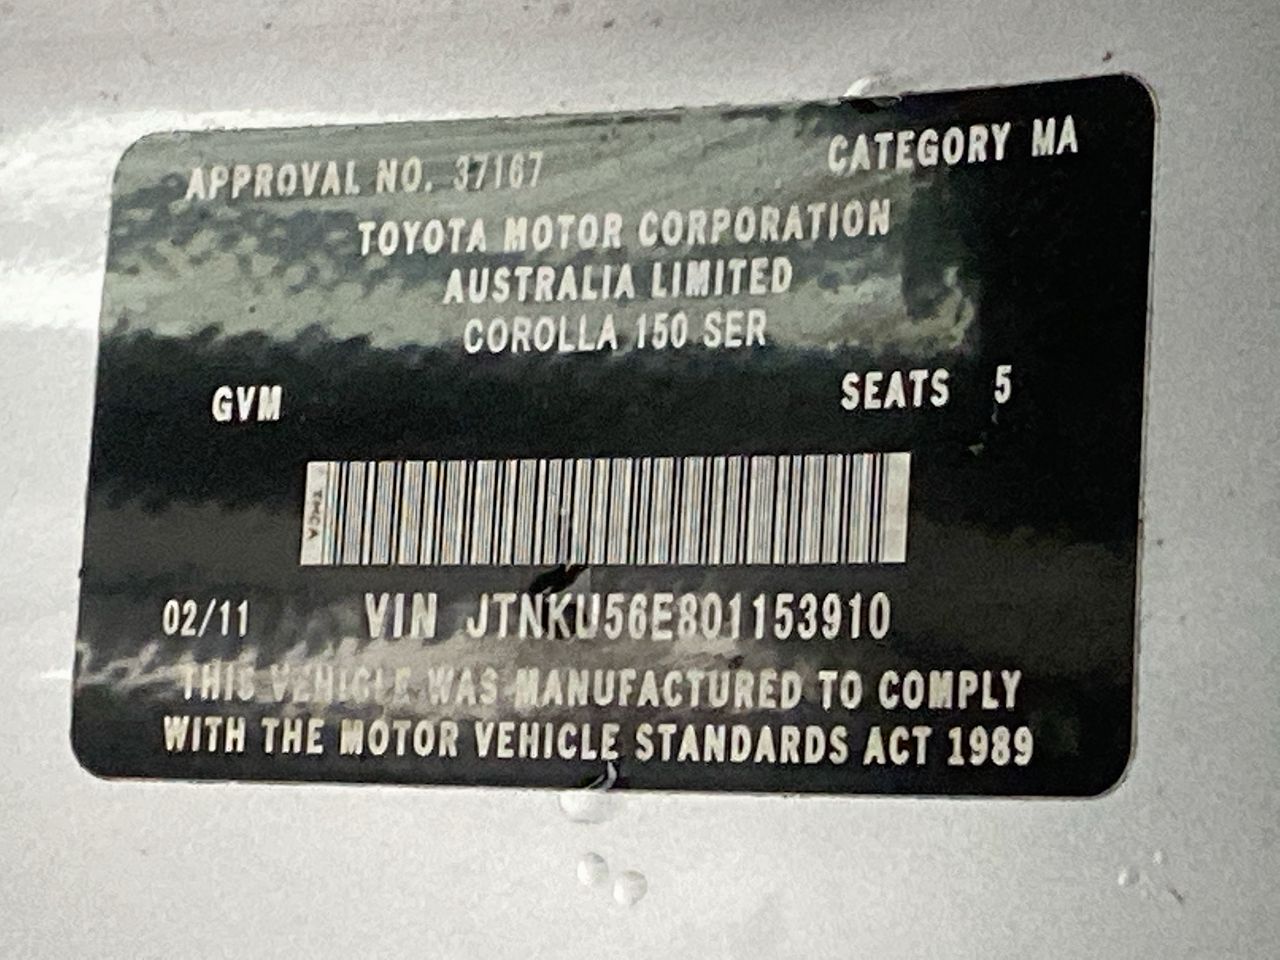 APPROVAL NO. 37167 CATEGORY MA
TOYOTA MOTOR CORPORATION
AUSTRALIA LIMITED
COROLLA 150 SER
GVM SEATS 5
TMCA
02/11 VIN JTNKU56E801153910
THIS VEHICLE WAS MANUFACTURED TO COMPLY
WITH THE MOTOR VEHICLE STANDARDS ACT 1989